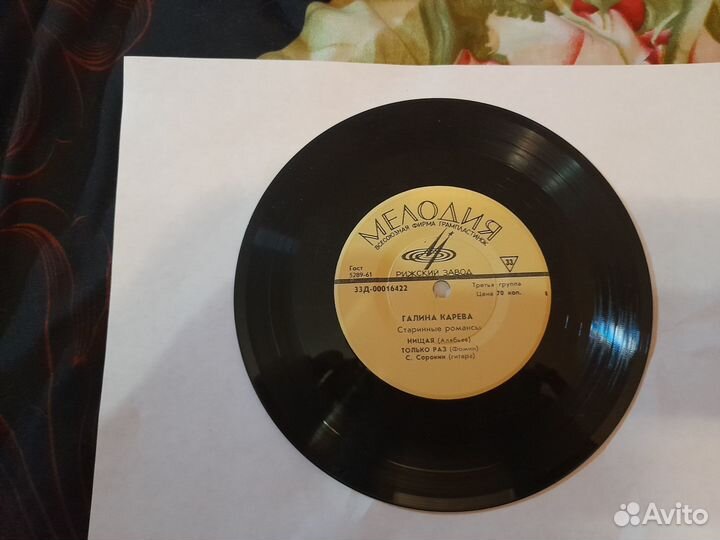 МЕЛОДИЯ
ВСЕСОЮЗНАЯ ФИРМА ГРАМПЛАСТИНОК
Гост
5289-61
РИЖСКИЙ ЗАВОД
33
33Д-00016422
Третья группа
Цена 70 коп.
ГАЛИНА КАРЕВА
Старинные романсы
НИЩАЯ (Алябьев)
ТОЛЬКО РАЗ (Фомин)
С. Сорокин (гитара)
Avito